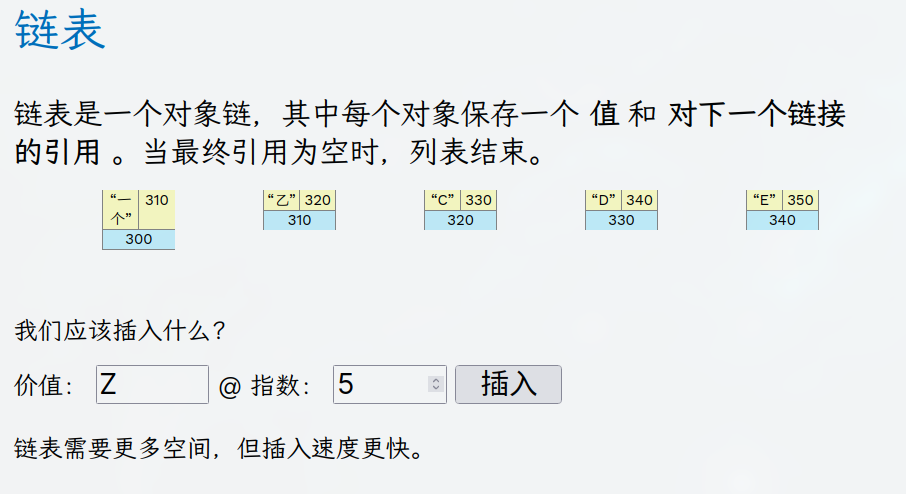 链表
链表是一个对象链，其中每个对象保存一个 值 和 对下一个链接
的引用 。当最终引用为空时，列表结束。
“一个” 310
300
“乙” 320
310
“C” 330
320
“D” 340
330
“E” 350
340
我们应该插入什么？
价值： Z @ 指数： 5 插入
链表需要更多空间，但插入速度更快。